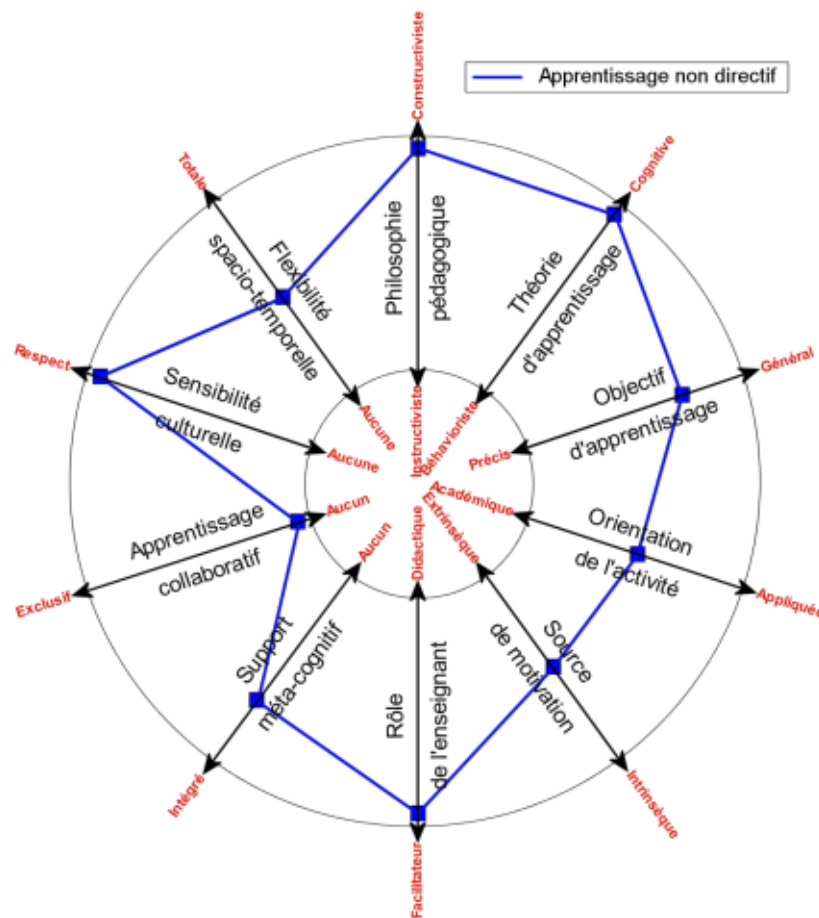 Constructiviste
Apprentissage non directif
Totale
Cognitive
Philosophie
pédagogique
Flexibilité
spacio-temporelle
Théorie
d'apprentissage
Respect
Général
Sensibilité
culturelle
Objectif
d'apprentissage
Instructiviste
Béhavioriste
Aucune
Aucune
Précis
Aucun
Académique
Apprentissage
collaboratif
Orientation
de l'activité
Aucun
Didactique
Extrinsèque
Exclusif
Appliquée
Support
méta-cognitif
Rôle
de l'enseignant
Source
de motivation
Intégré
Intrinsèque
Facilitateur